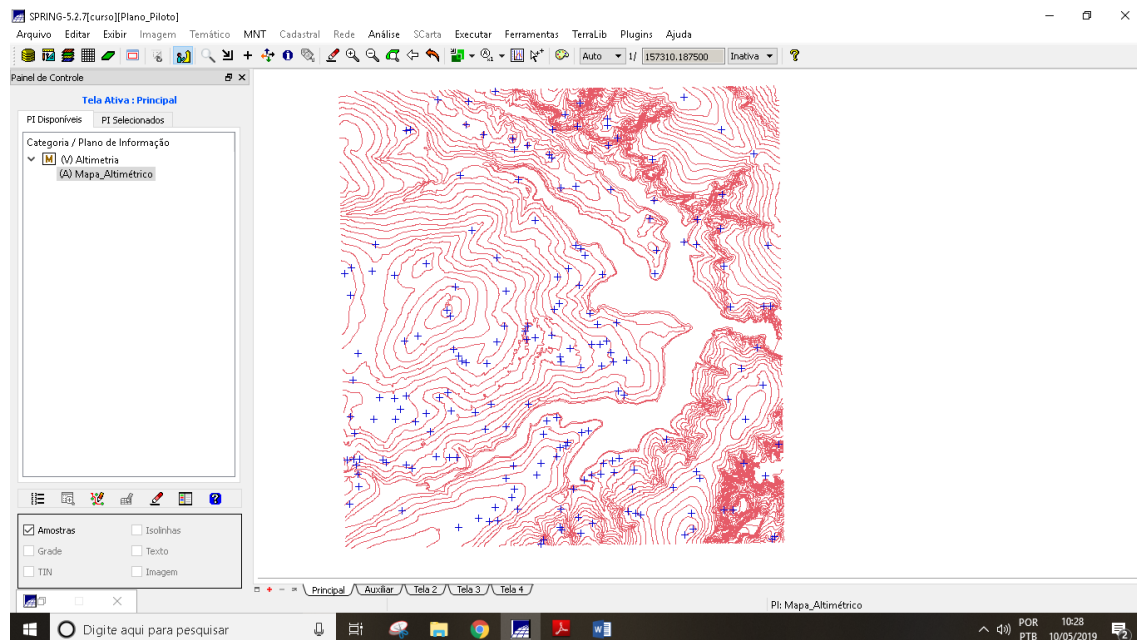 SPRING-5.2.7[curso][Plano_Piloto]
Arquivo Editar Exibir Imagem Temático MNT Cadastral Rede Análise SCarta Executar Ferramentas TerraLib Plugins Ajuda
Auto 1/ 157310.187500 Inativa
Painel de Controle
Tela Ativa : Principal
PI Disponíveis PI Selecionados
Categoria / Plano de Informação
M (V) Altimetria
(A) Mapa_Altimétrico
Amostras Isolinhas
Grade Texto
TIN Imagem
Principal Auxiliar Tela 2 Tela 3 Tela 4
PI: Mapa_Altimétrico
Digite aqui para pesquisar
POR 10:28
PTB 10/05/2019 2